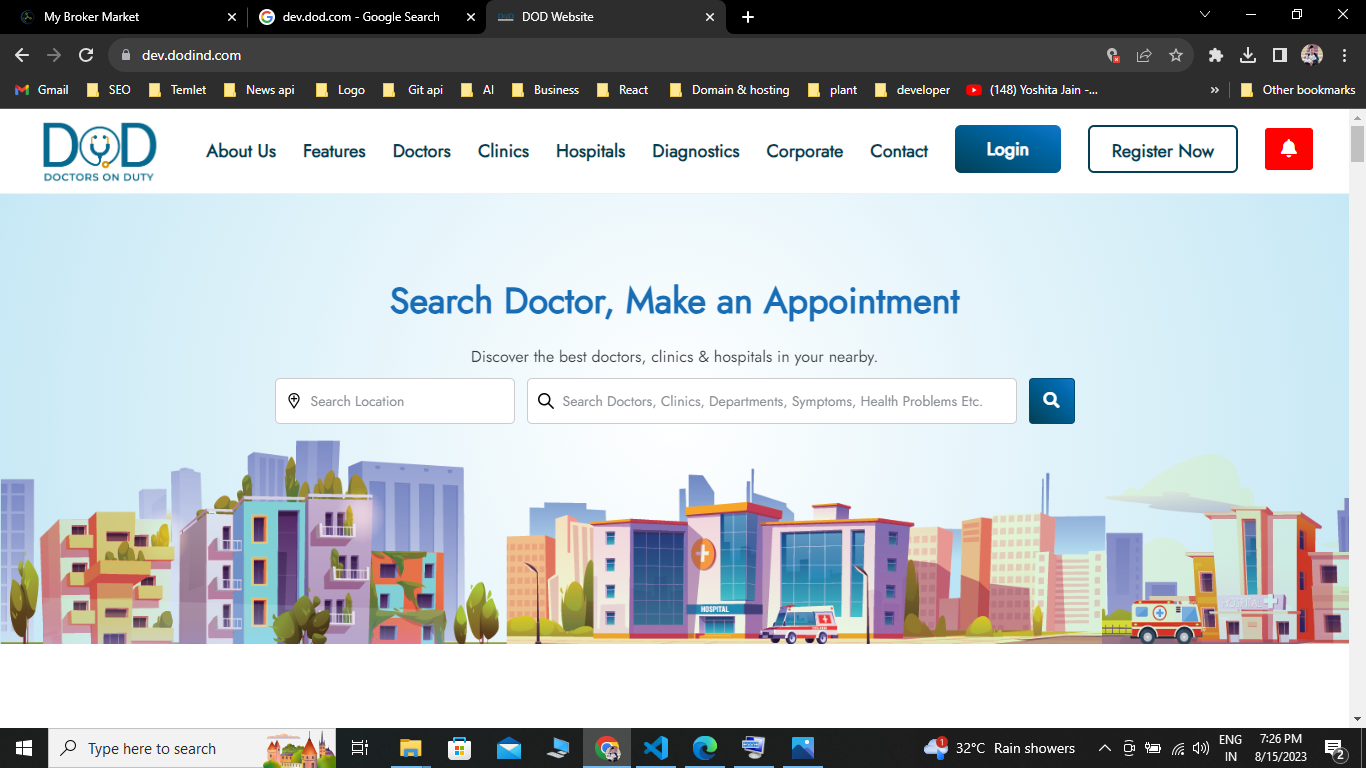 My Broker Market
dev.dod.com - Google Search
DOD Website
dev.dodind.com
Gmail SEO Temlet News api Logo Git api AI Business React Domain & hosting plant developer (148) Yoshita Jain -... » Other bookmarks
DOD
DOCTORS ON DUTY
About Us Features Doctors Clinics Hospitals Diagnostics Corporate Contact Login Register Now
Search Doctor, Make an Appointment
Discover the best doctors, clinics & hospitals in your nearby.
Search Location
Search Doctors, Clinics, Departments, Symptoms, Health Problems Etc.
HOSPITAL
HOSPITAL
Type here to search
1
32°C Rain showers
ENG
IN
7:26 PM
8/15/2023
2